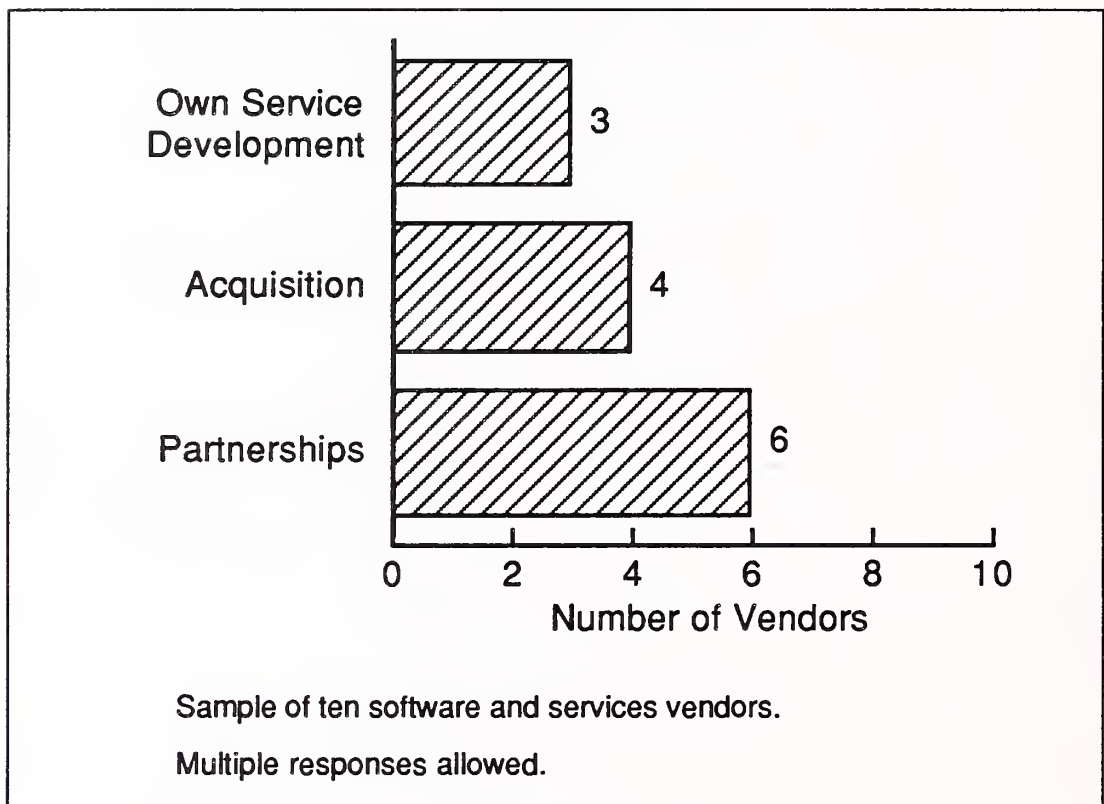 Own Service
Development
3
Acquisition
4
Partnerships
6
0 2 4 6 8 10
Number of Vendors
Sample of ten software and services vendors.
Multiple responses allowed.